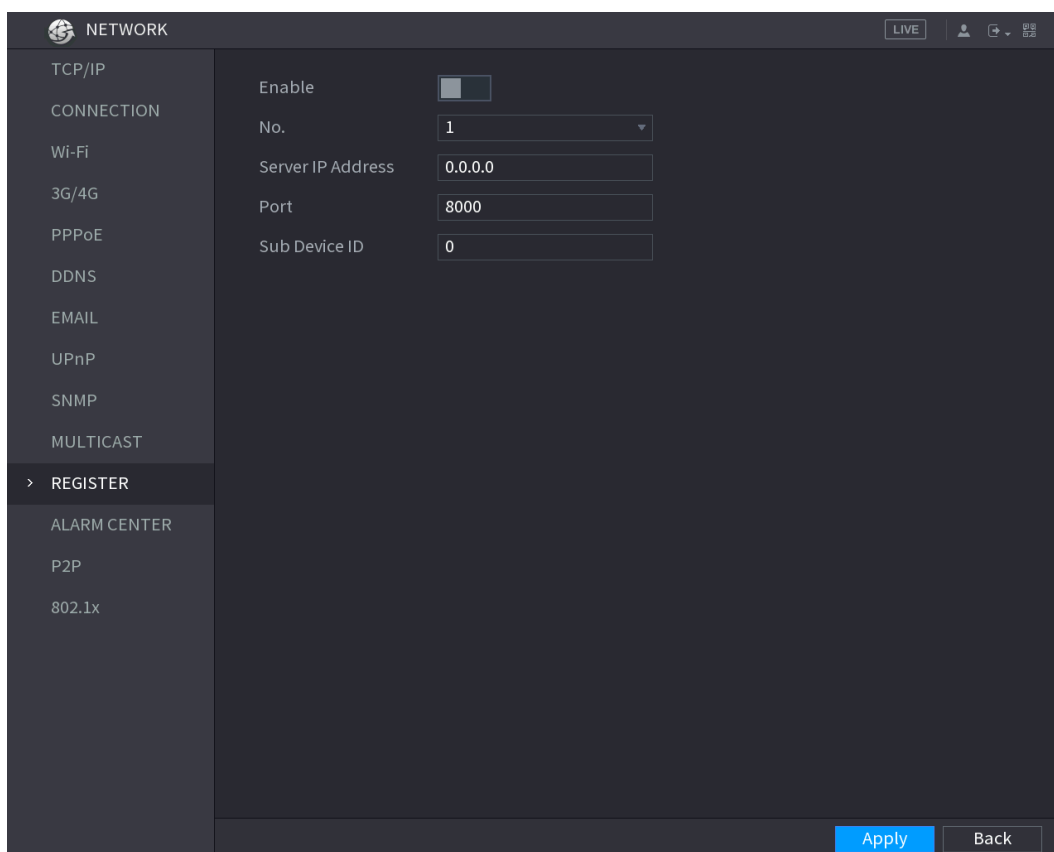 NETWORK
LIVE
TCP/IP
CONNECTION
Wi-Fi
3G/4G
PPPoE
DDNS
EMAIL
UPnP
SNMP
MULTICAST
REGISTER
ALARM CENTER
P2P
802.1x
Enable
No. 1
Server IP Address 0.0.0.0
Port 8000
Sub Device ID 0
Apply Back